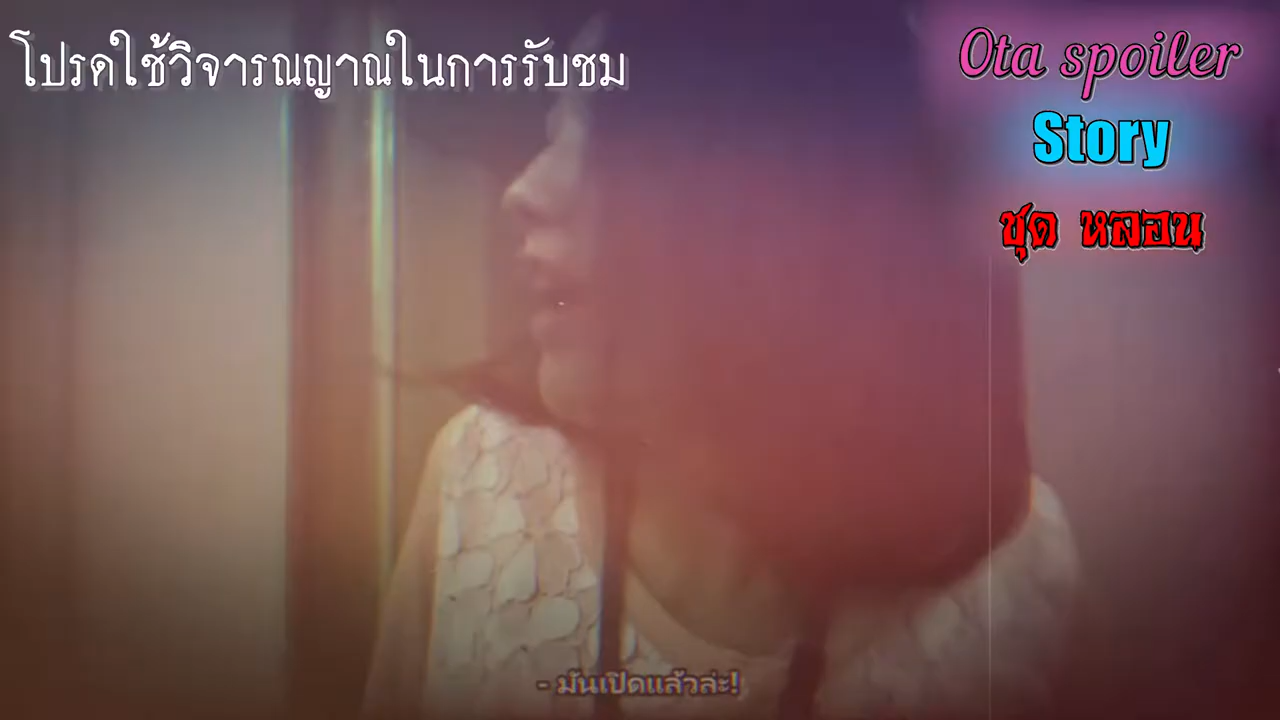 โปรดใช้วิจารณญาณในการรับชม
Ota spoiler
Story
ชุด หลอน
- มันเปิดแล้วล่ะ!